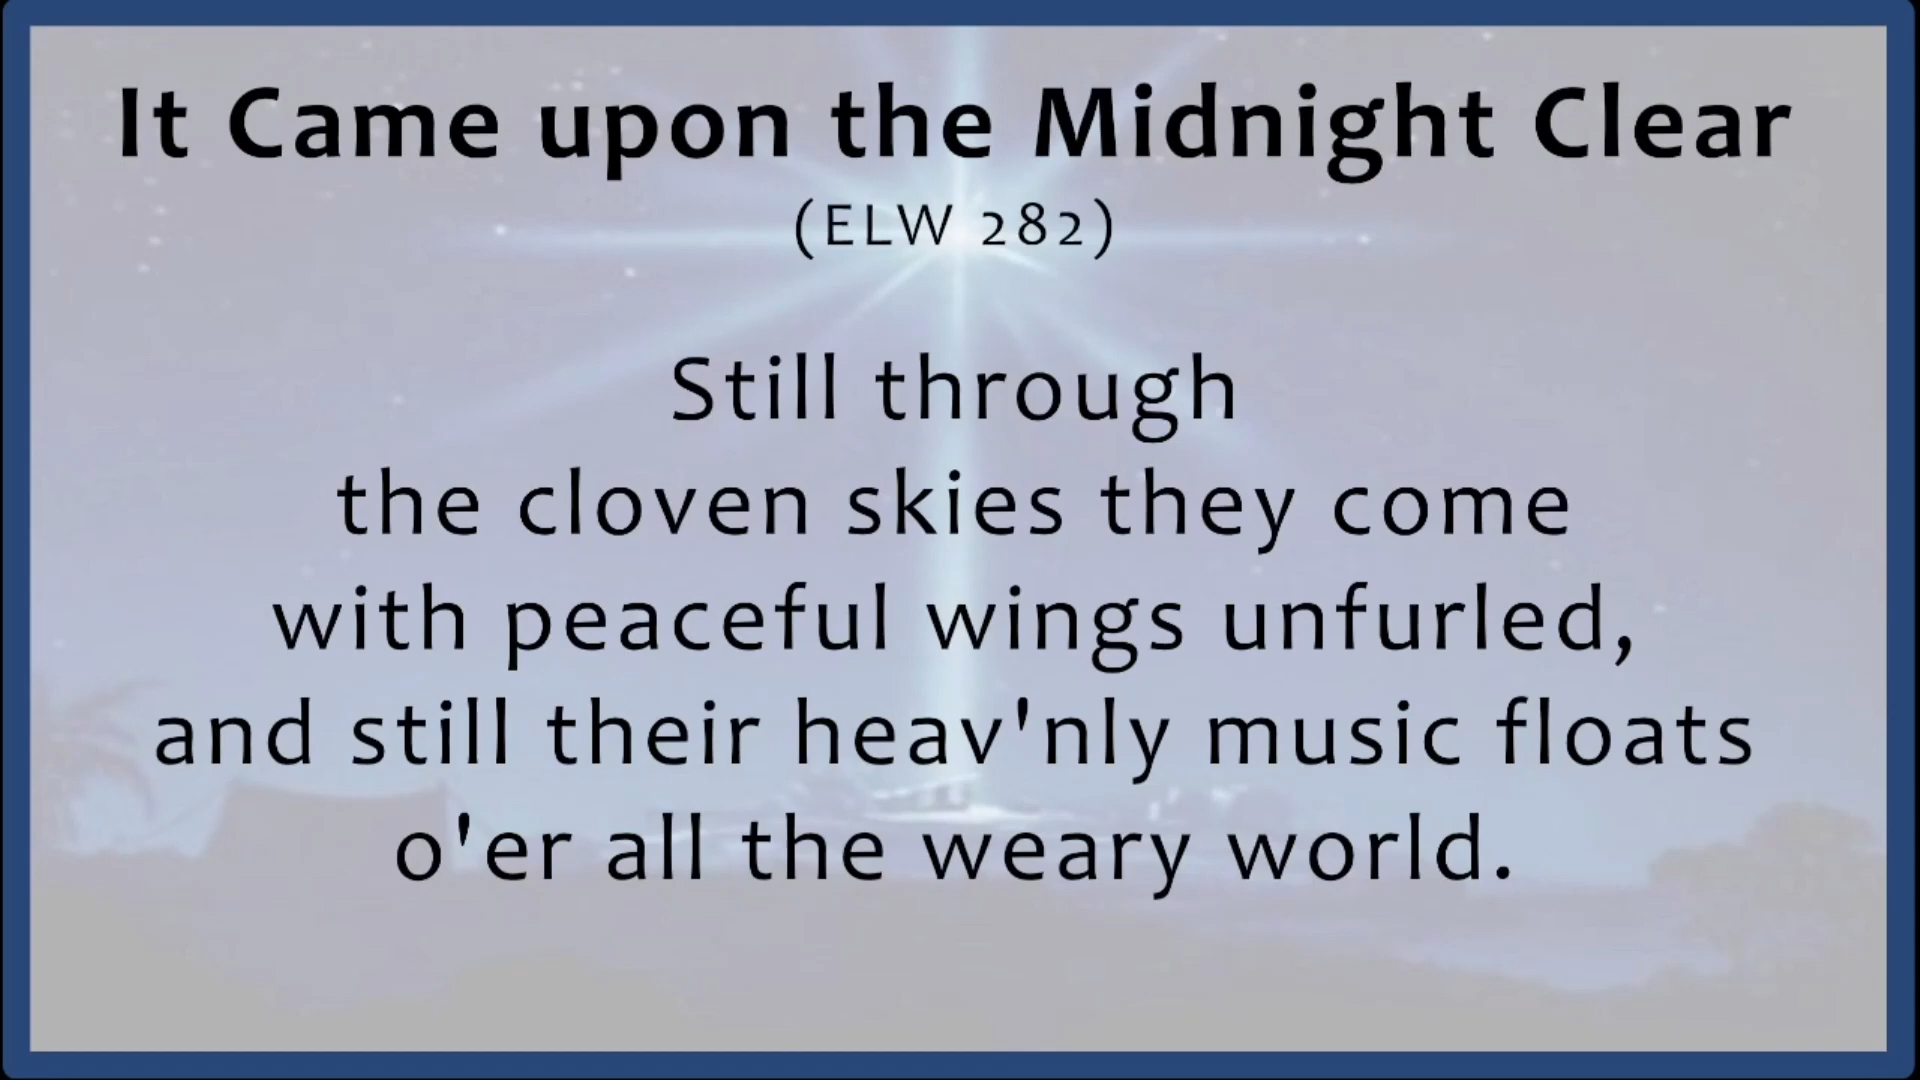 It Came upon the Midnight Clear
(ELW 282)
Still through
the cloven skies they come
with peaceful wings unfurled,
and still their heav'nly music floats
o'er all the weary world.